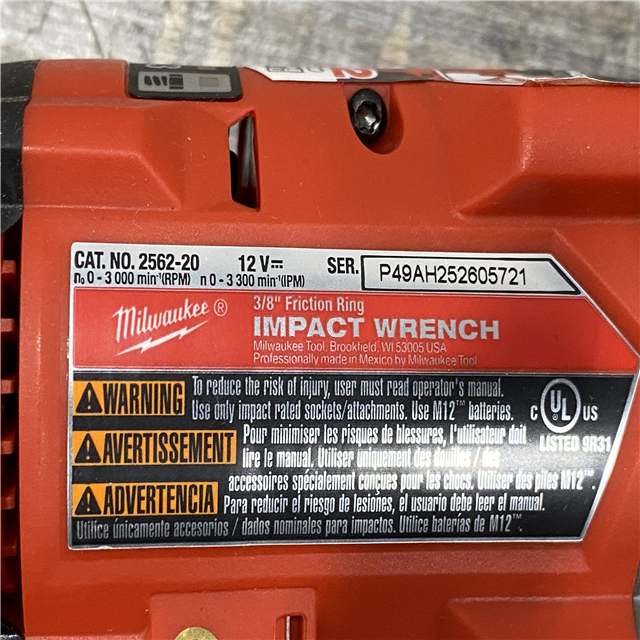 CAT. NO. 2562-20 12 V⎓ SER. P49AH252605721
n₀ 0 - 3 000 min⁻¹(RPM) n 0 - 3 300 min⁻¹(IPM)
Milwaukee ®
3/8" Friction Ring
IMPACT WRENCH
Milwaukee Tool, Brookfield, WI 53005 USA
Professionally made in Mexico by Milwaukee Tool
WARNING To reduce the risk of injury, user must read operator's manual.
Use only impact rated sockets/attachments. Use M12™ batteries.
C UL US
LISTED 9R31
AVERTISSEMENT Pour minimiser les risques de blessures, l'utilisateur doit
lire le manual. Utiliser uniquement des douilles / des
accessoires spécialement conçues pour les chocs. Utiliser des piles M12™.
ADVERTENCIA Para reducir el riesgo de lesiónes, el usuario debe leer el manual.
Utilice únicamente accesorios / dados nominales para impactos. Utilice baterías de M12™